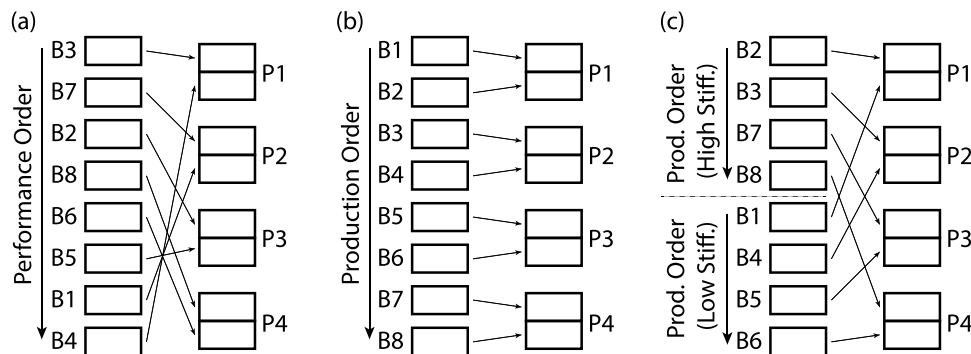 (a)
Performance Order
B3
B7
B2
B8
B6
B5
B1
B4
P1
P2
P3
P4
(b)
Production Order
B1
B2
B3
B4
B5
B6
B7
B8
P1
P2
P3
P4
(c)
Prod. Order
(High Stiff.)
Prod. Order
(Low Stiff.)
B2
B3
B7
B8
B1
B4
B5
B6
P1
P2
P3
P4